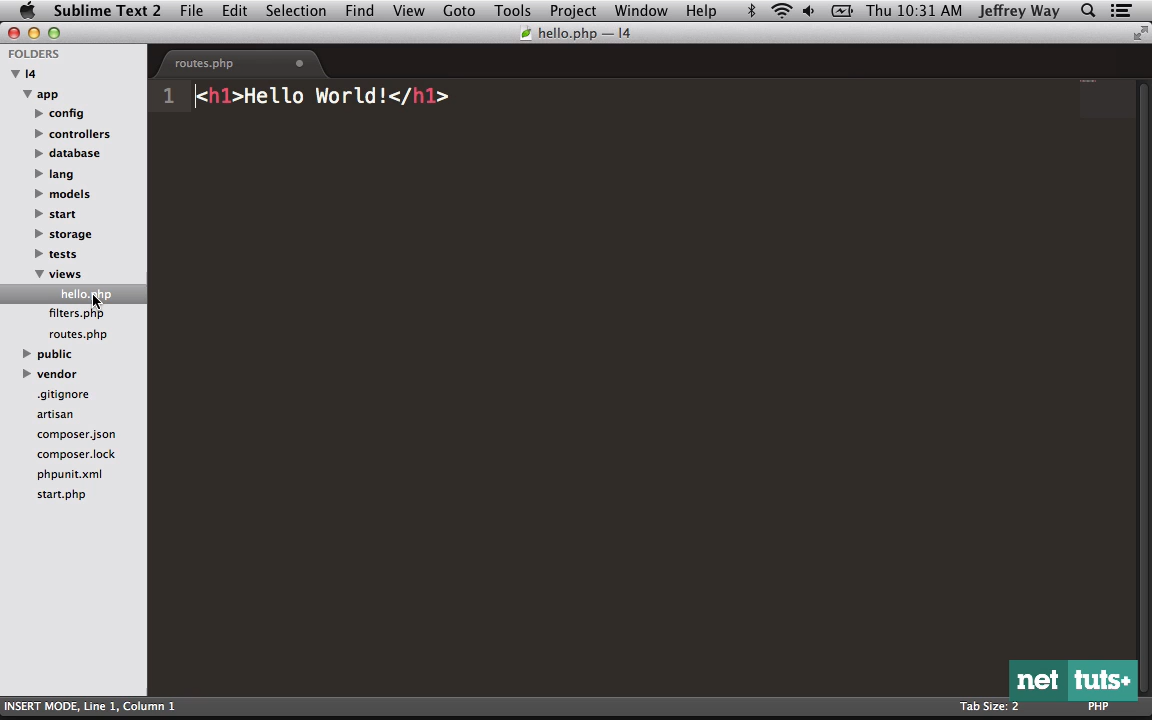 Sublime Text 2 File Edit Selection Find View Goto Tools Project Window Help Thu 10:31 AM Jeffrey Way
hello.php — l4
FOLDERS
l4
app
config
controllers
database
lang
models
start
storage
tests
views
hello.php
filters.php
routes.php
public
vendor
.gitignore
artisan
composer.json
composer.lock
phpunit.xml
start.php
routes.php
1 <h1>Hello World!</h1>
net tuts+
INSERT MODE, Line 1, Column 1 Tab Size: 2 PHP